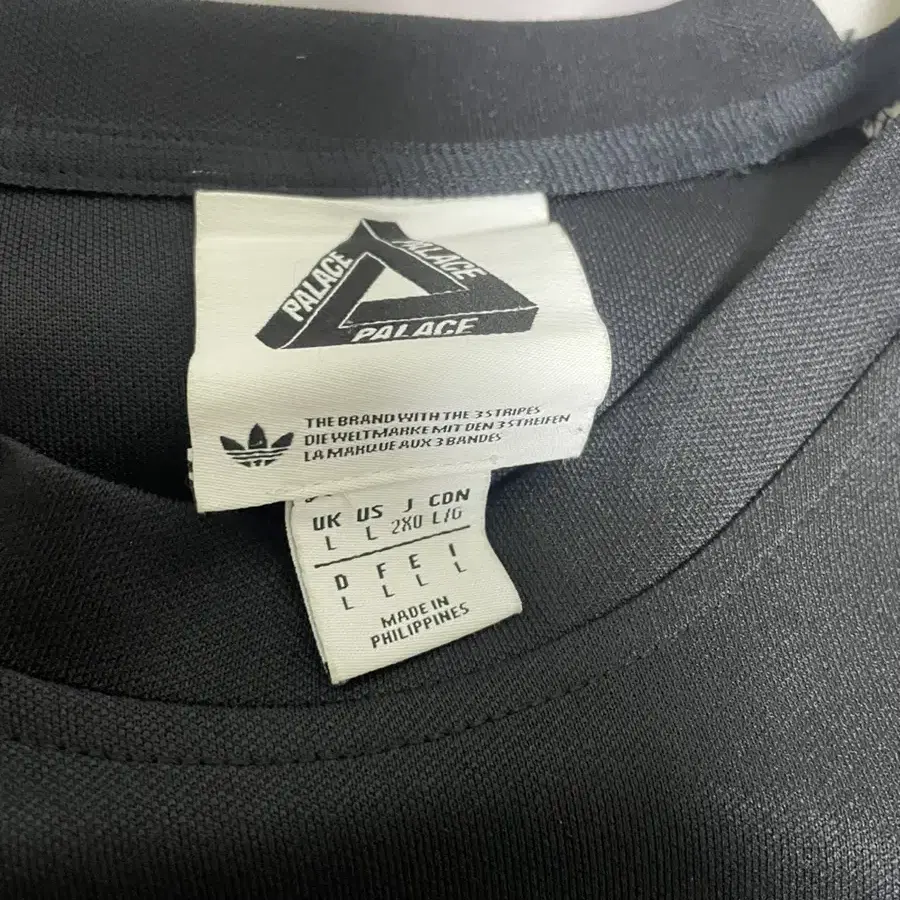 PALACE
PALACE
PALACE
THE BRAND WITH THE 3 STRIPES
DIE WELTMARKE MIT DEN 3 STREIFEN
LA MARQUE AUX 3 BANDES
UK US J CDN
L L 2XO L/G
D F E I
L L L L
MADE IN
PHILIPPINES